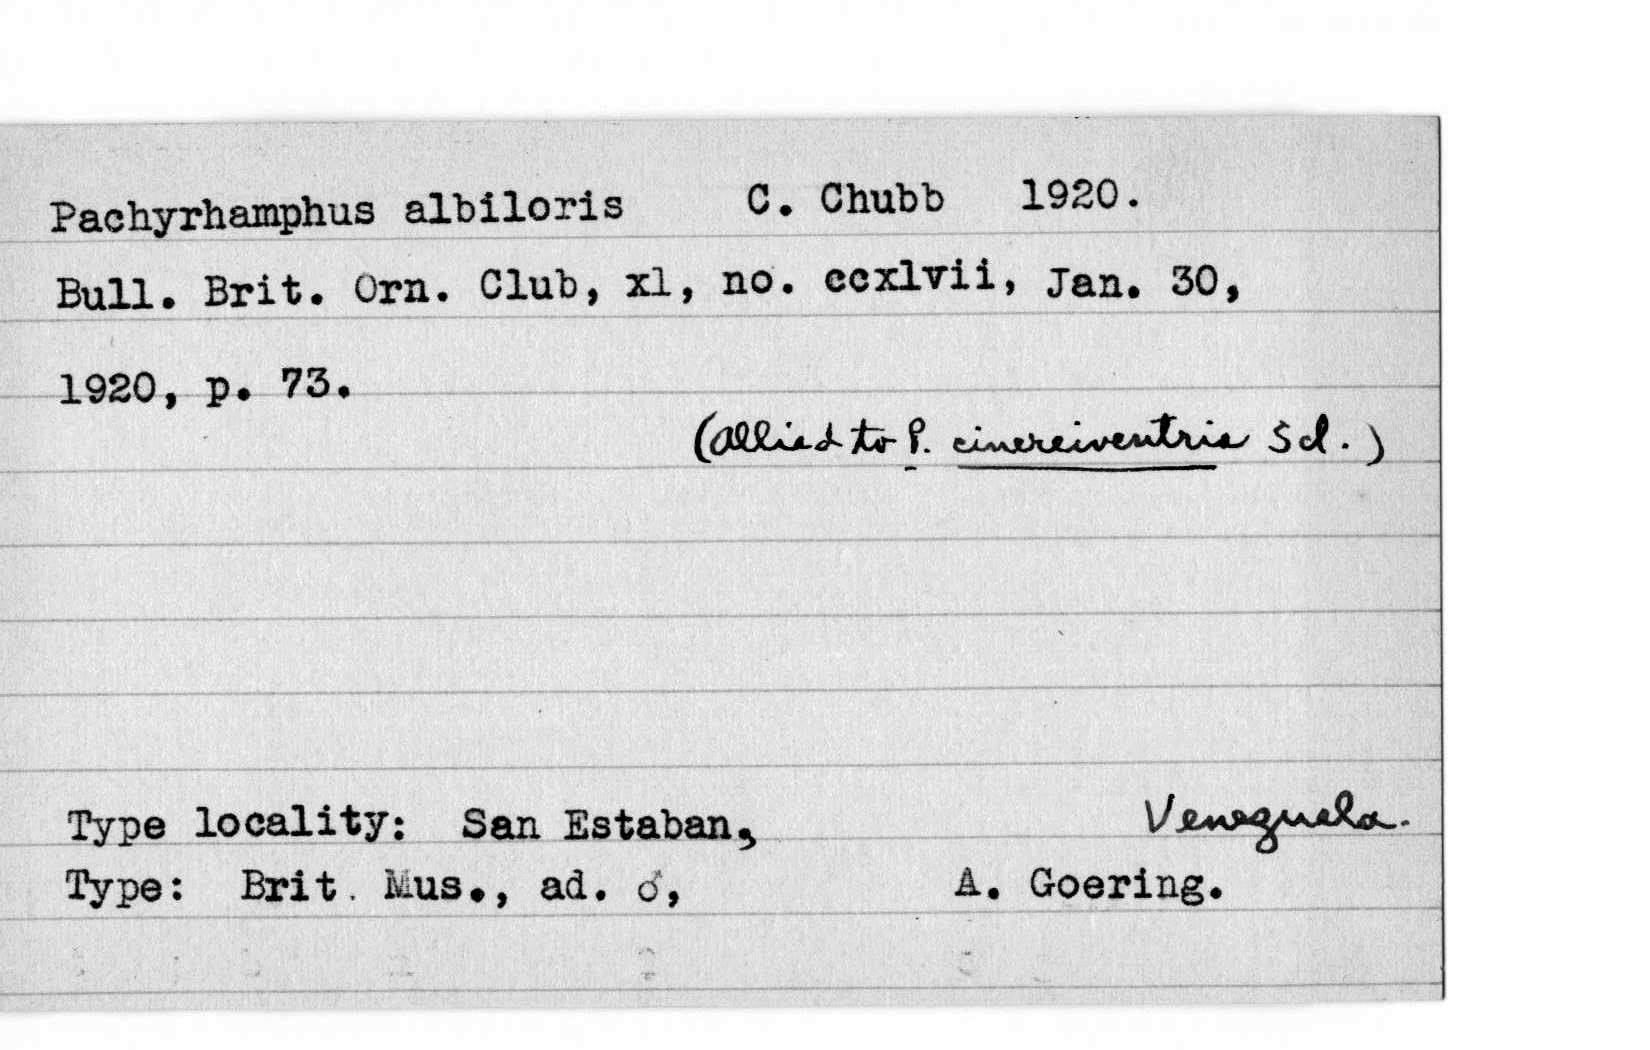 Pachyrhamphus albiloris C. Chubb 1920.
Bull. Brit. Orn. Club, xl, no. ccxlvii, Jan. 30,
1920, p. 73.
(allied to P. cinereiventris Scl.)
Type locality: San Estaban, Venezuela.
Type: Brit. Mus., ad. ♂, A. Goering.